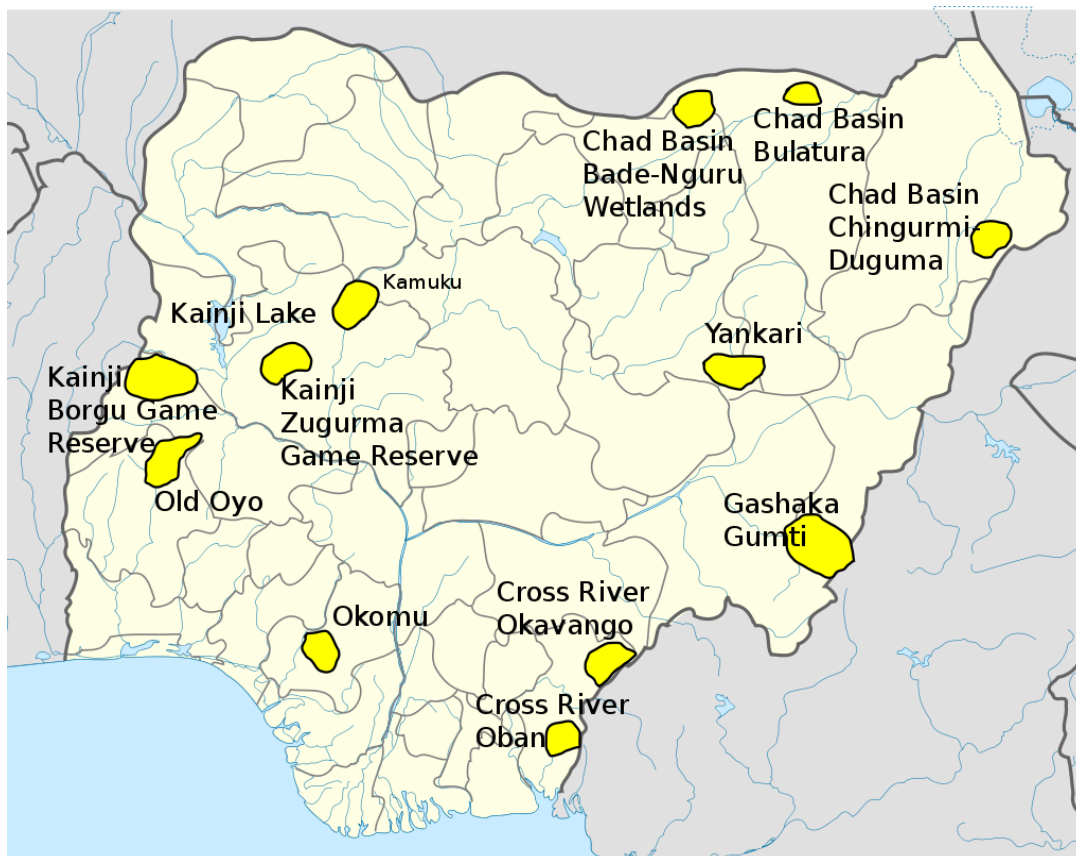 Chad Basin
Bulatura
Chad Basin
Bade-Nguru
Wetlands
Chad Basin
Chingurmi-
Duguma
Kamuku
Kainji Lake
Yankari
Kainji
Borgu Game
Reserve
Kainji
Zugurma
Game Reserve
Old Oyo
Gashaka
Gumti
Cross River
Okavango
Okomu
Cross River
Oban